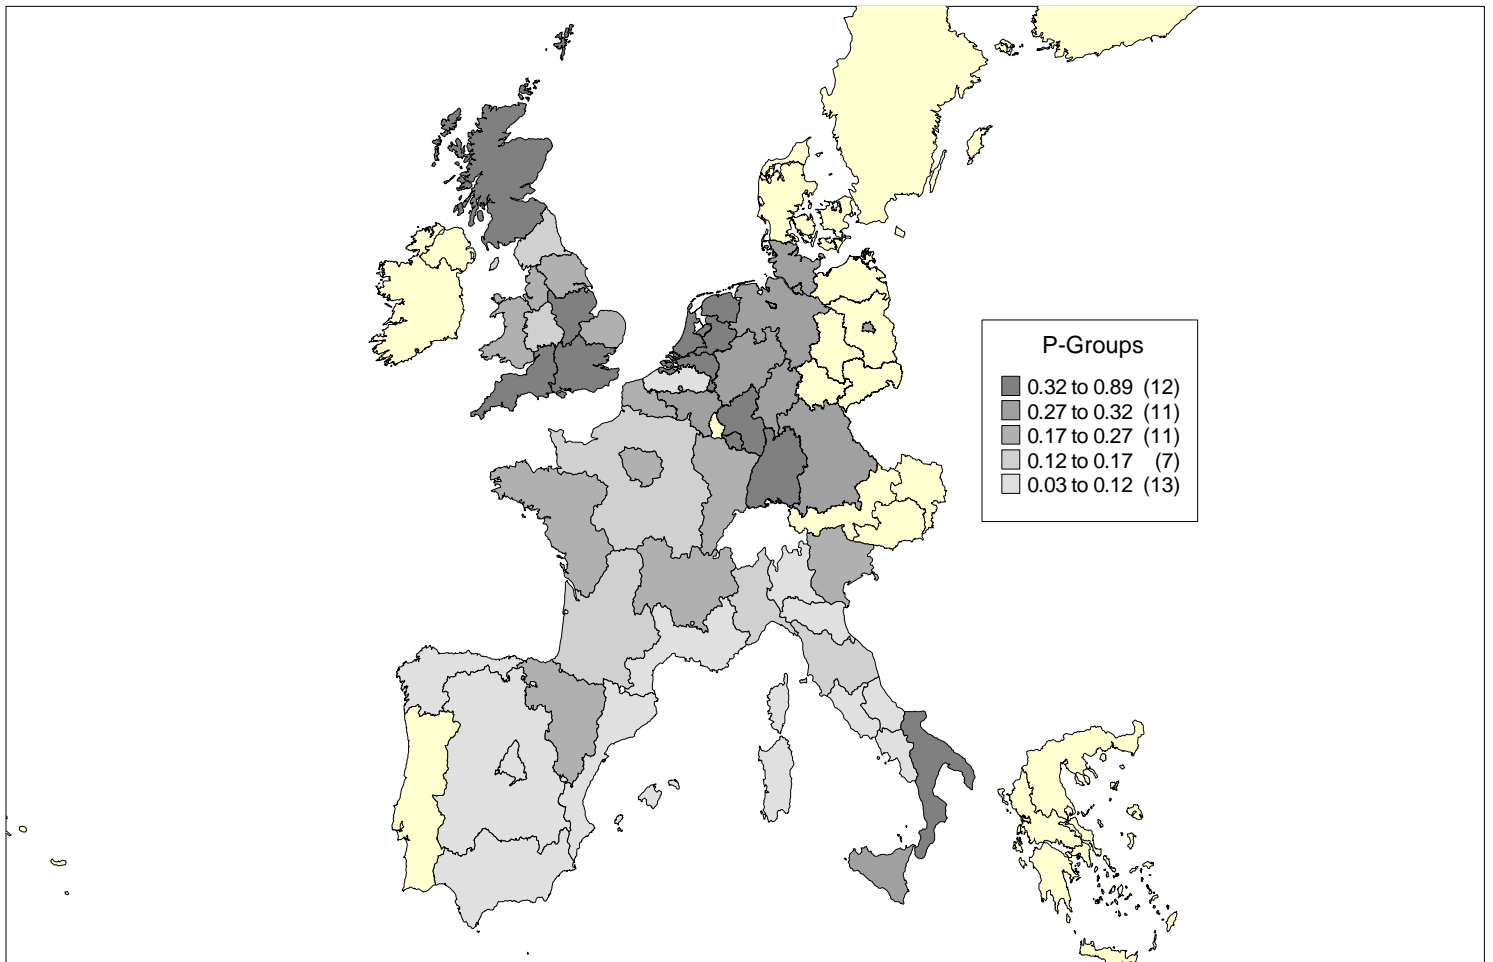 P-Groups
0.32 to 0.89 (12)
0.27 to 0.32 (11)
0.17 to 0.27 (11)
0.12 to 0.17 (7)
0.03 to 0.12 (13)